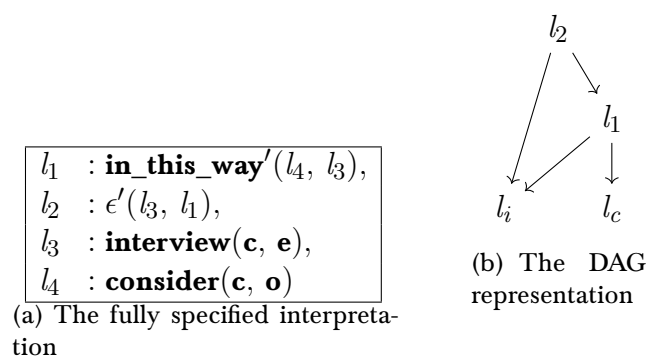 l₁ : in_this_way′(l₄, l₃),
l₂ : ϵ′(l₃, l₁),
l₃ : interview(c, e),
l₄ : consider(c, o)
(a) The fully specified interpreta-
tion
l₂
l₁
lᵢ l_c
(b) The DAG
representation